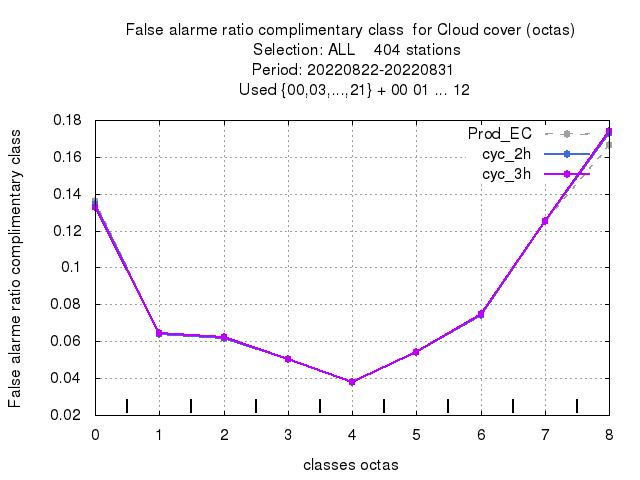 False alarme ratio complimentary class  for Cloud cover (octas)
Selection: ALL    404 stations
Period: 20220822-20220831
Used {00,03,...,21} + 00 01 ... 12
False alarme ratio complimentary class
0.18
0.16
0.14
0.12
0.1
0.08
0.06
0.04
0.02
Prod_EC
cyc_2h
cyc_3h
0 1 2 3 4 5 6 7 8
classes octas